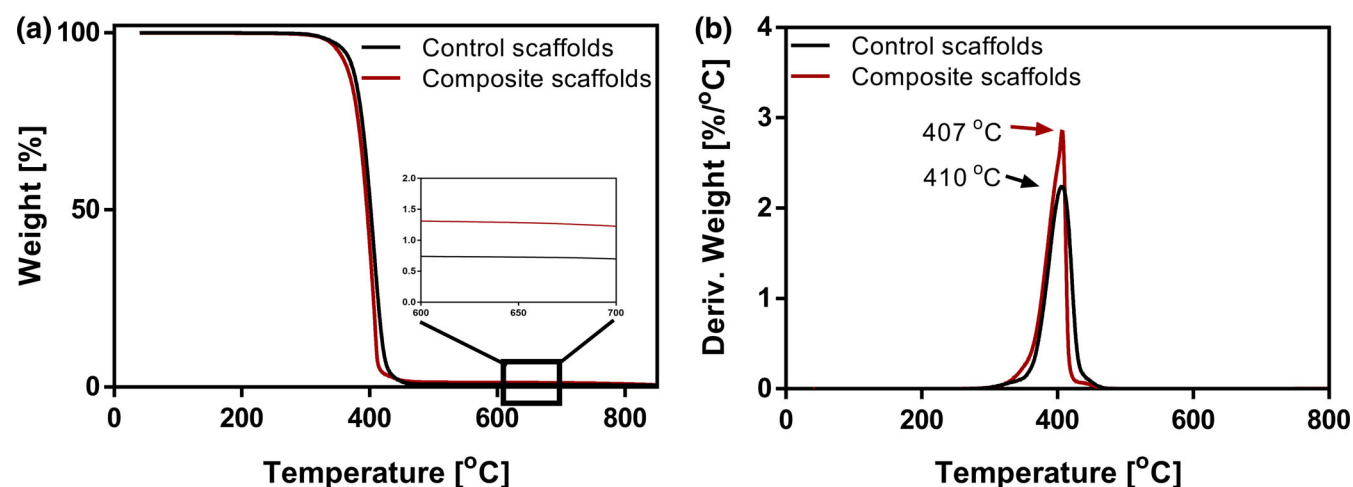 (a)
100
50
0
Weight [%]
Control scaffolds
Composite scaffolds
2.0
1.5
1.0
0.5
0.0
600 650 700
0 200 400 600 800
Temperature [°C]
(b)
4
3
2
1
0
Deriv. Weight [%/°C]
Control scaffolds
Composite scaffolds
407 °C
410 °C
0 200 400 600 800
Temperature [°C]